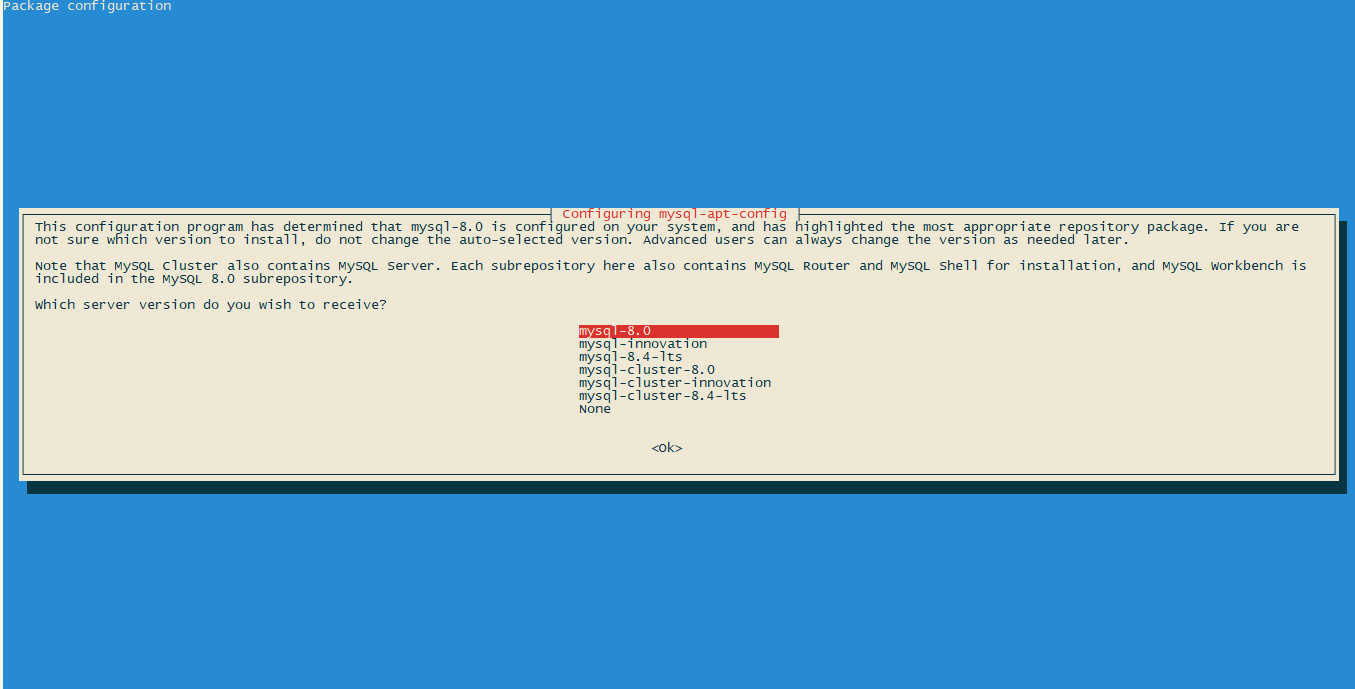 Package configuration
Configuring mysql-apt-config
This configuration program has determined that mysql-8.0 is configured on your system, and has highlighted the most appropriate repository package. If you are
not sure which version to install, do not change the auto-selected version. Advanced users can always change the version as needed later.
Note that MySQL Cluster also contains MySQL Server. Each subrepository here also contains MySQL Router and MySQL Shell for installation, and MySQL Workbench is
included in the MySQL 8.0 subrepository.
Which server version do you wish to receive?
mysql-8.0
mysql-innovation
mysql-8.4-lts
mysql-cluster-8.0
mysql-cluster-innovation
mysql-cluster-8.4-lts
None
<Ok>